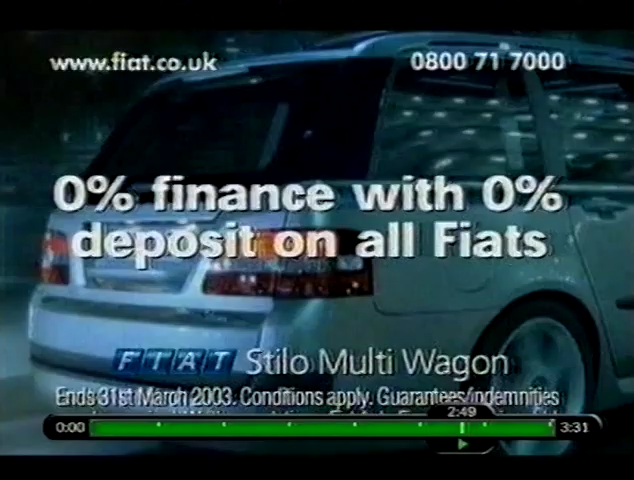 www.fiat.co.uk 0800 71 7000
0% finance with 0%
deposit on all Fiats
FIAT Stilo Multi Wagon
Ends 31st March 2003. Conditions apply. Guarantees/indemnities
2:49
0:00 3:31